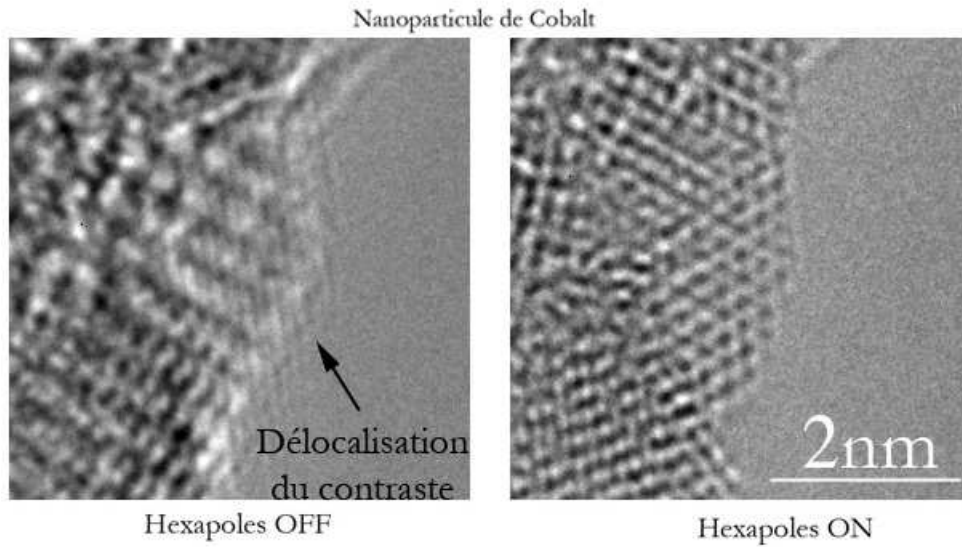 Nanoparticule de Cobalt
Délocalisation
du contraste
2nm
Hexapoles OFF
Hexapoles ON